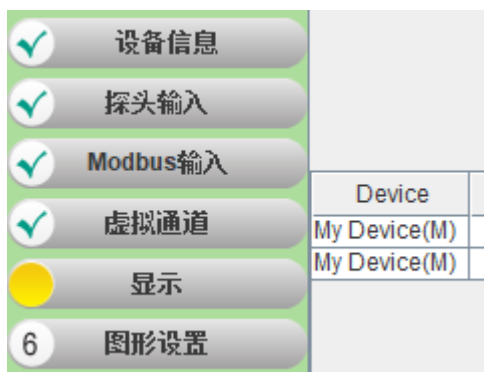 设备信息
探头输入
Modbus输入
虚拟通道
显示
6 图形设置
Device
My Device(M)
My Device(M)